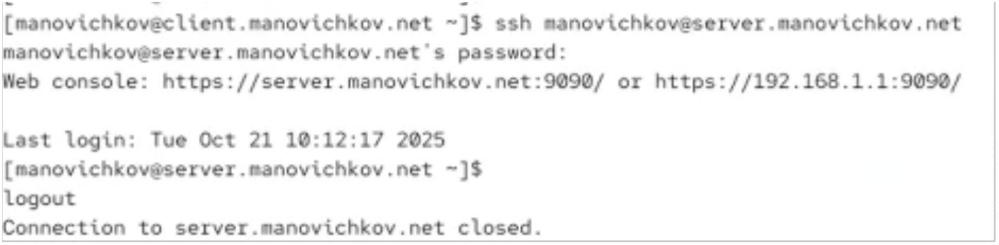 [manovichkov@client.manovichkov.net ~]$ ssh manovichkov@server.manovichkov.net
manovichkov@server.manovichkov.net's password:
Web console: https://server.manovichkov.net:9090/ or https://192.168.1.1:9090/
Last login: Tue Oct 21 10:12:17 2025
[manovichkov@server.manovichkov.net ~]$
logout
Connection to server.manovichkov.net closed.